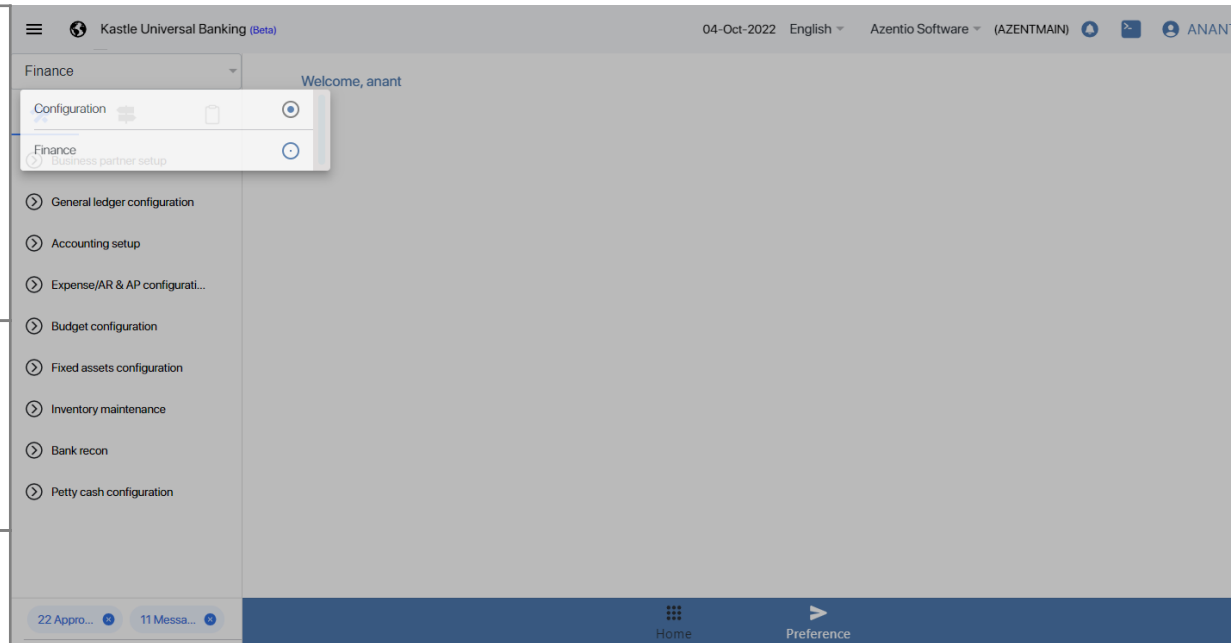 Kastle Universal Banking (Beta)
04-Oct-2022 English Azentio Software (AZENTMAIN) ANANT
Finance
Welcome, anant
Configuration
Finance
Business partner setup
General ledger configuration
Accounting setup
Expense/AR & AP configurati...
Budget configuration
Fixed assets configuration
Inventory maintenance
Bank recon
Petty cash configuration
22 Appro... 11 Messa...
Home Preference